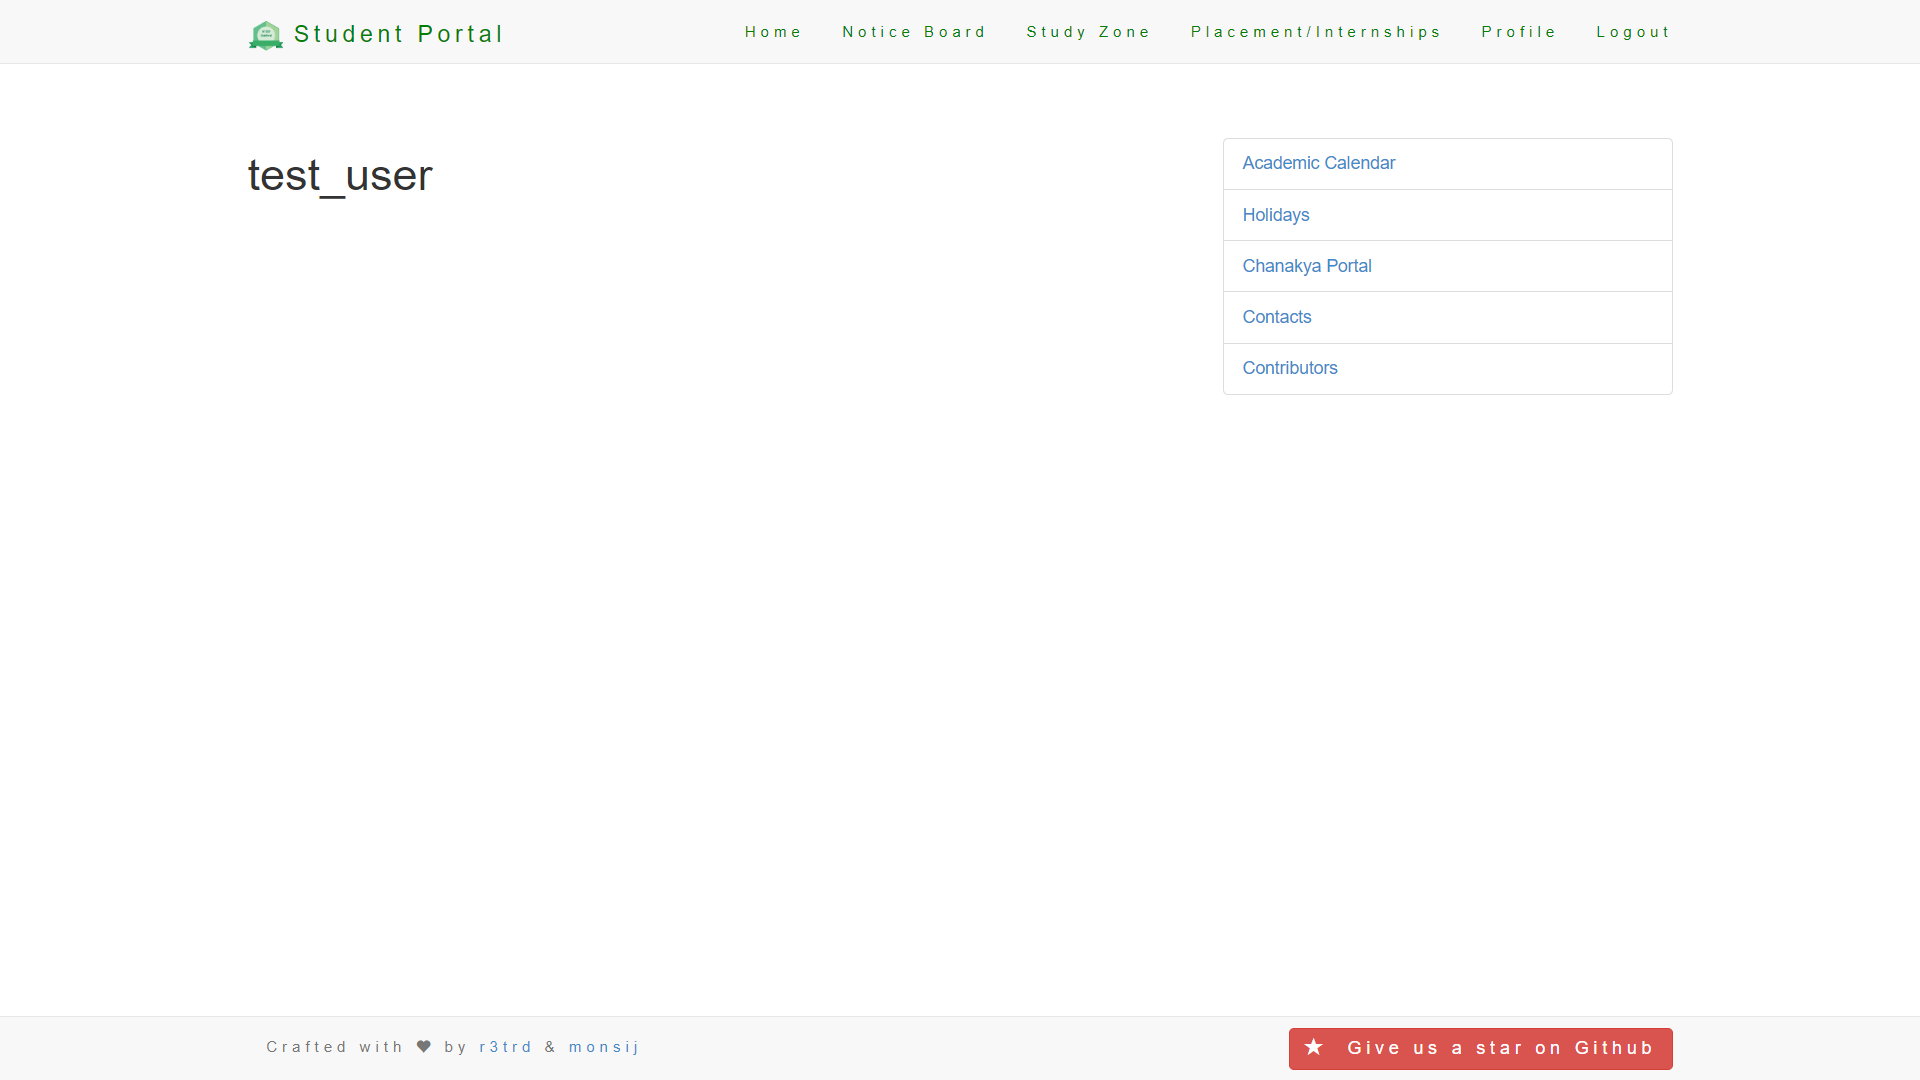 Student Portal
Home
Notice Board
Study Zone
Placement/Internships
Profile
Logout
test_user
Academic Calendar
Holidays
Chanakya Portal
Contacts
Contributors
Crafted with ♥ by r3trd & monsij
★ Give us a star on Github